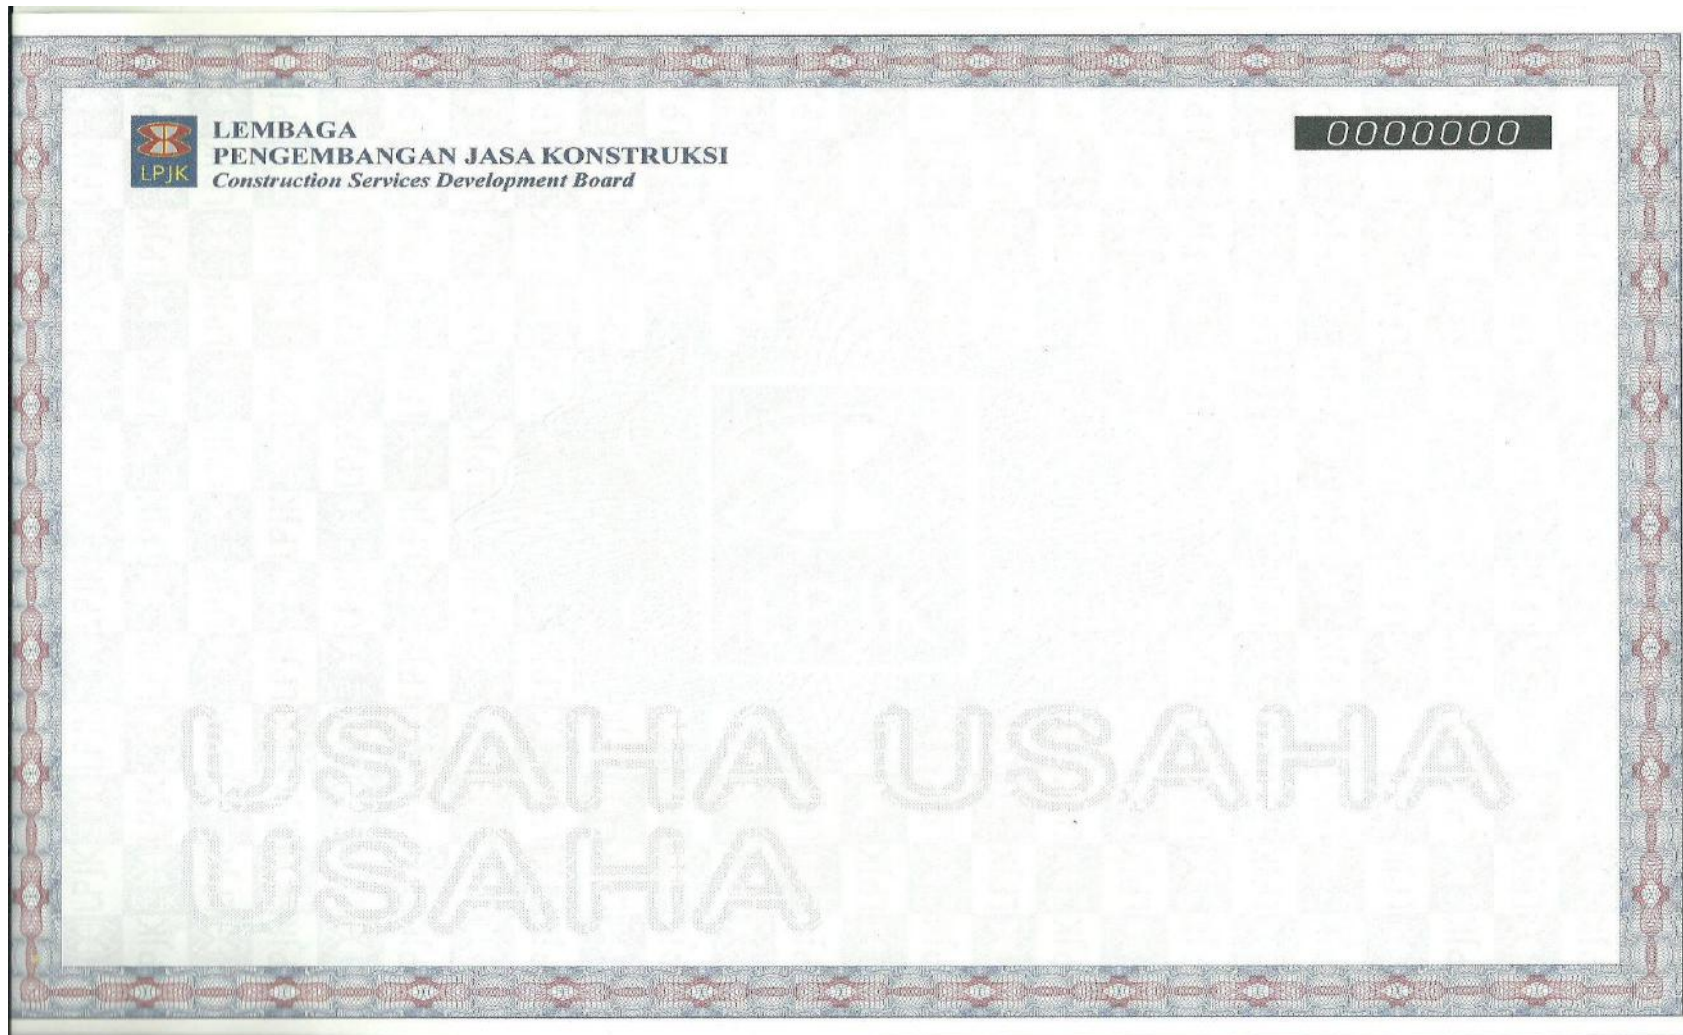 LEMBAGA
PENGEMBANGAN JASA KONSTRUKSI
Construction Services Development Board
LPJK
0000000
USAHA USAHA
USAHA